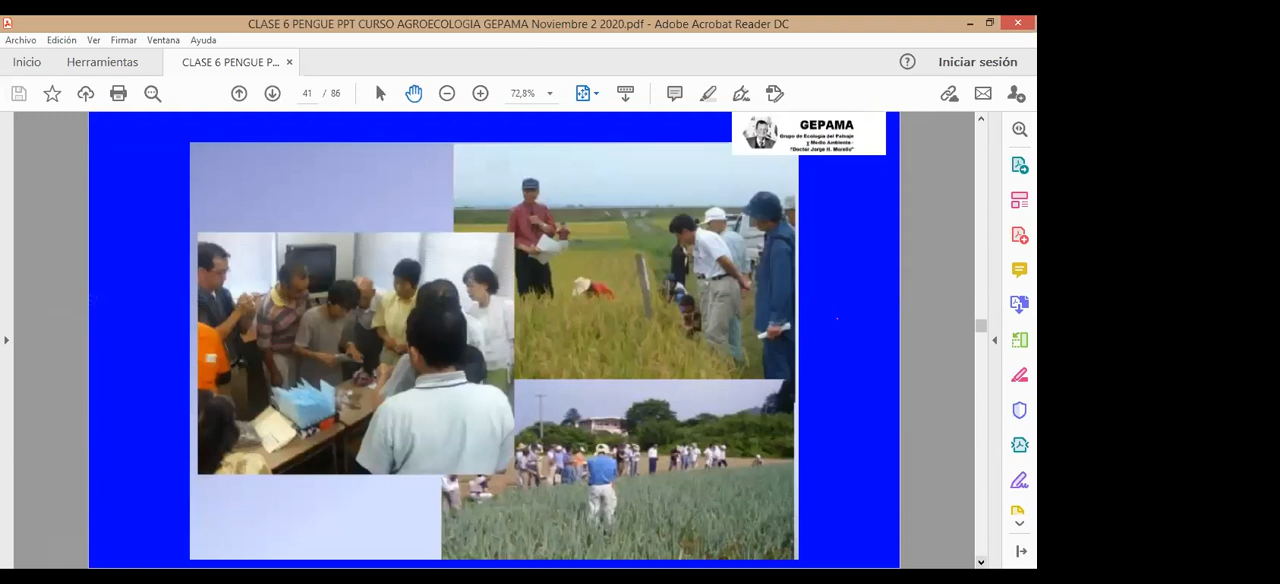 CLASE 6 PENGUE PPT CURSO AGROECOLOGIA GEPAMA Noviembre 2 2020.pdf - Adobe Acrobat Reader DC
Archivo Edición Ver Firmar Ventana Ayuda
Inicio Herramientas CLASE 6 PENGUE P... × Iniciar sesión
41 / 86 72,8%
GEPAMA
Grupo de Ecología del Paisaje
y Medio Ambiente
"Doctor Jorge H. Morello"